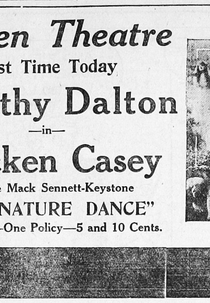 en Theatre
st Time Today
thy Dalton
—in—
ken Casey
e Mack Sennett-Keystone
NATURE DANCE”
—One Policy—5 and 10 Cents.